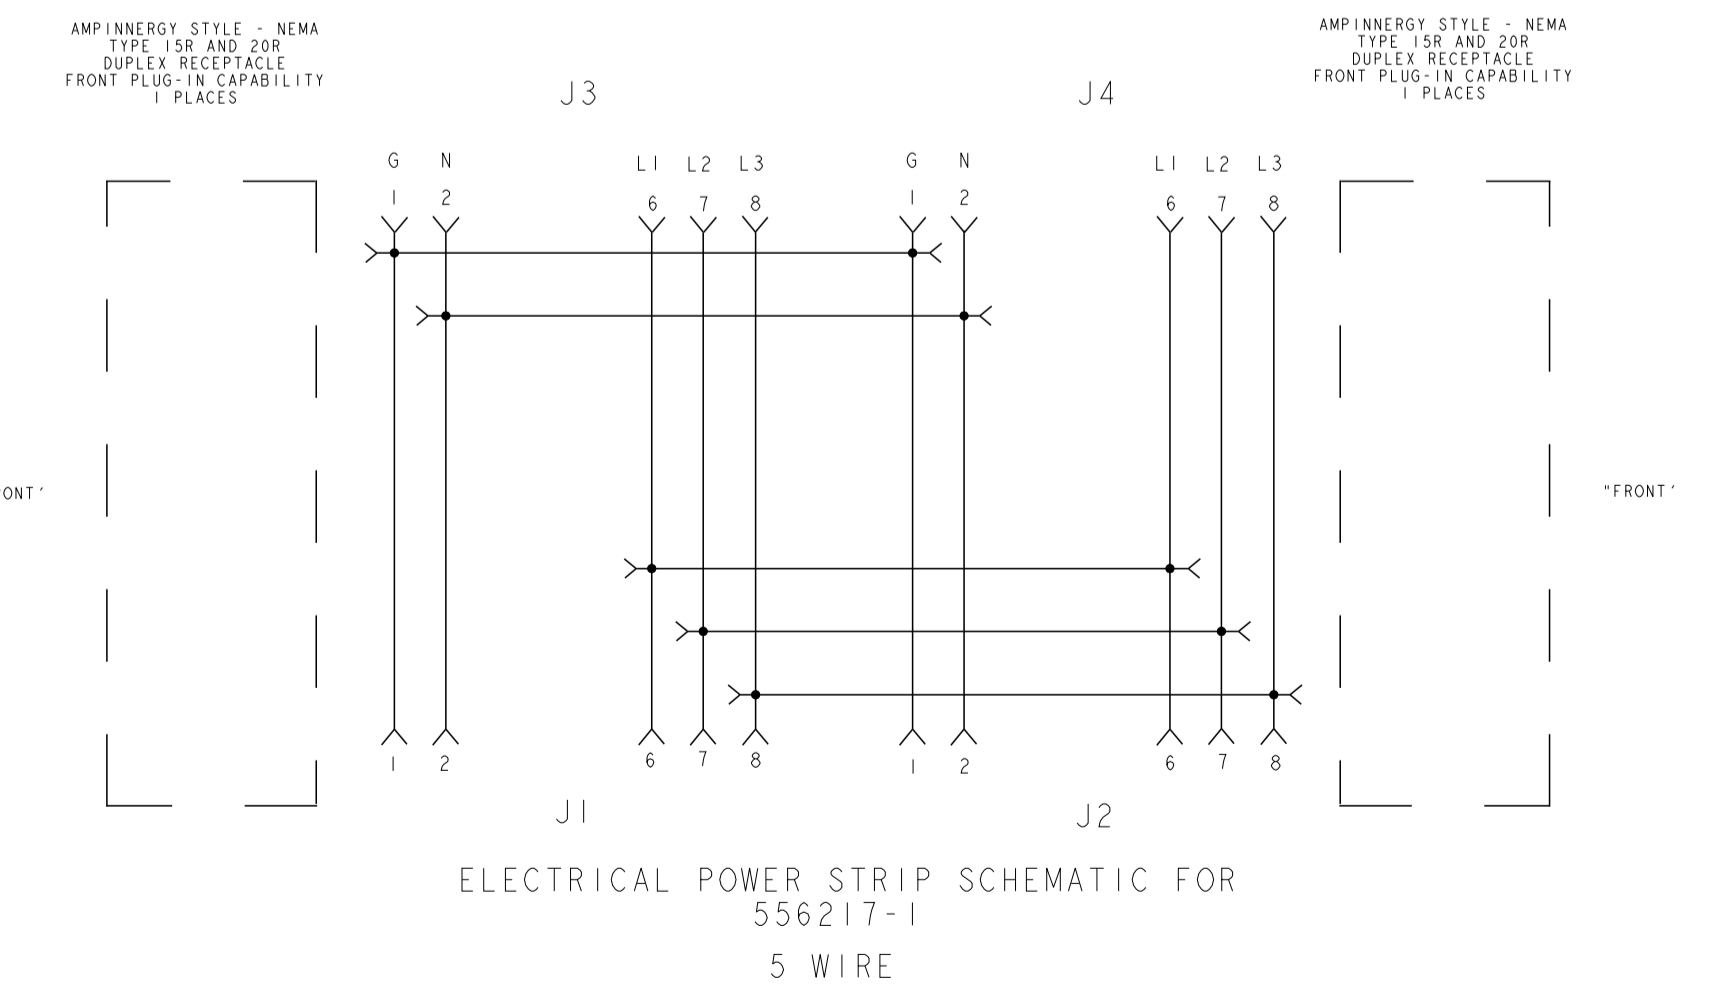 AMPINNERGY STYLE - NEMA
TYPE 15R AND 20R
DUPLEX RECEPTACLE
FRONT PLUG-IN CAPABILITY
1 PLACES
AMPINNERGY STYLE - NEMA
TYPE 15R AND 20R
DUPLEX RECEPTACLE
FRONT PLUG-IN CAPABILITY
1 PLACES
J3
J4
G N L1 L2 L3 G N L1 L2 L3
1 2 6 7 8 1 2 6 7 8
"FRONT"
1 2 6 7 8 1 2 6 7 8
J1
J2
ELECTRICAL POWER STRIP SCHEMATIC FOR
556217-1
5 WIRE